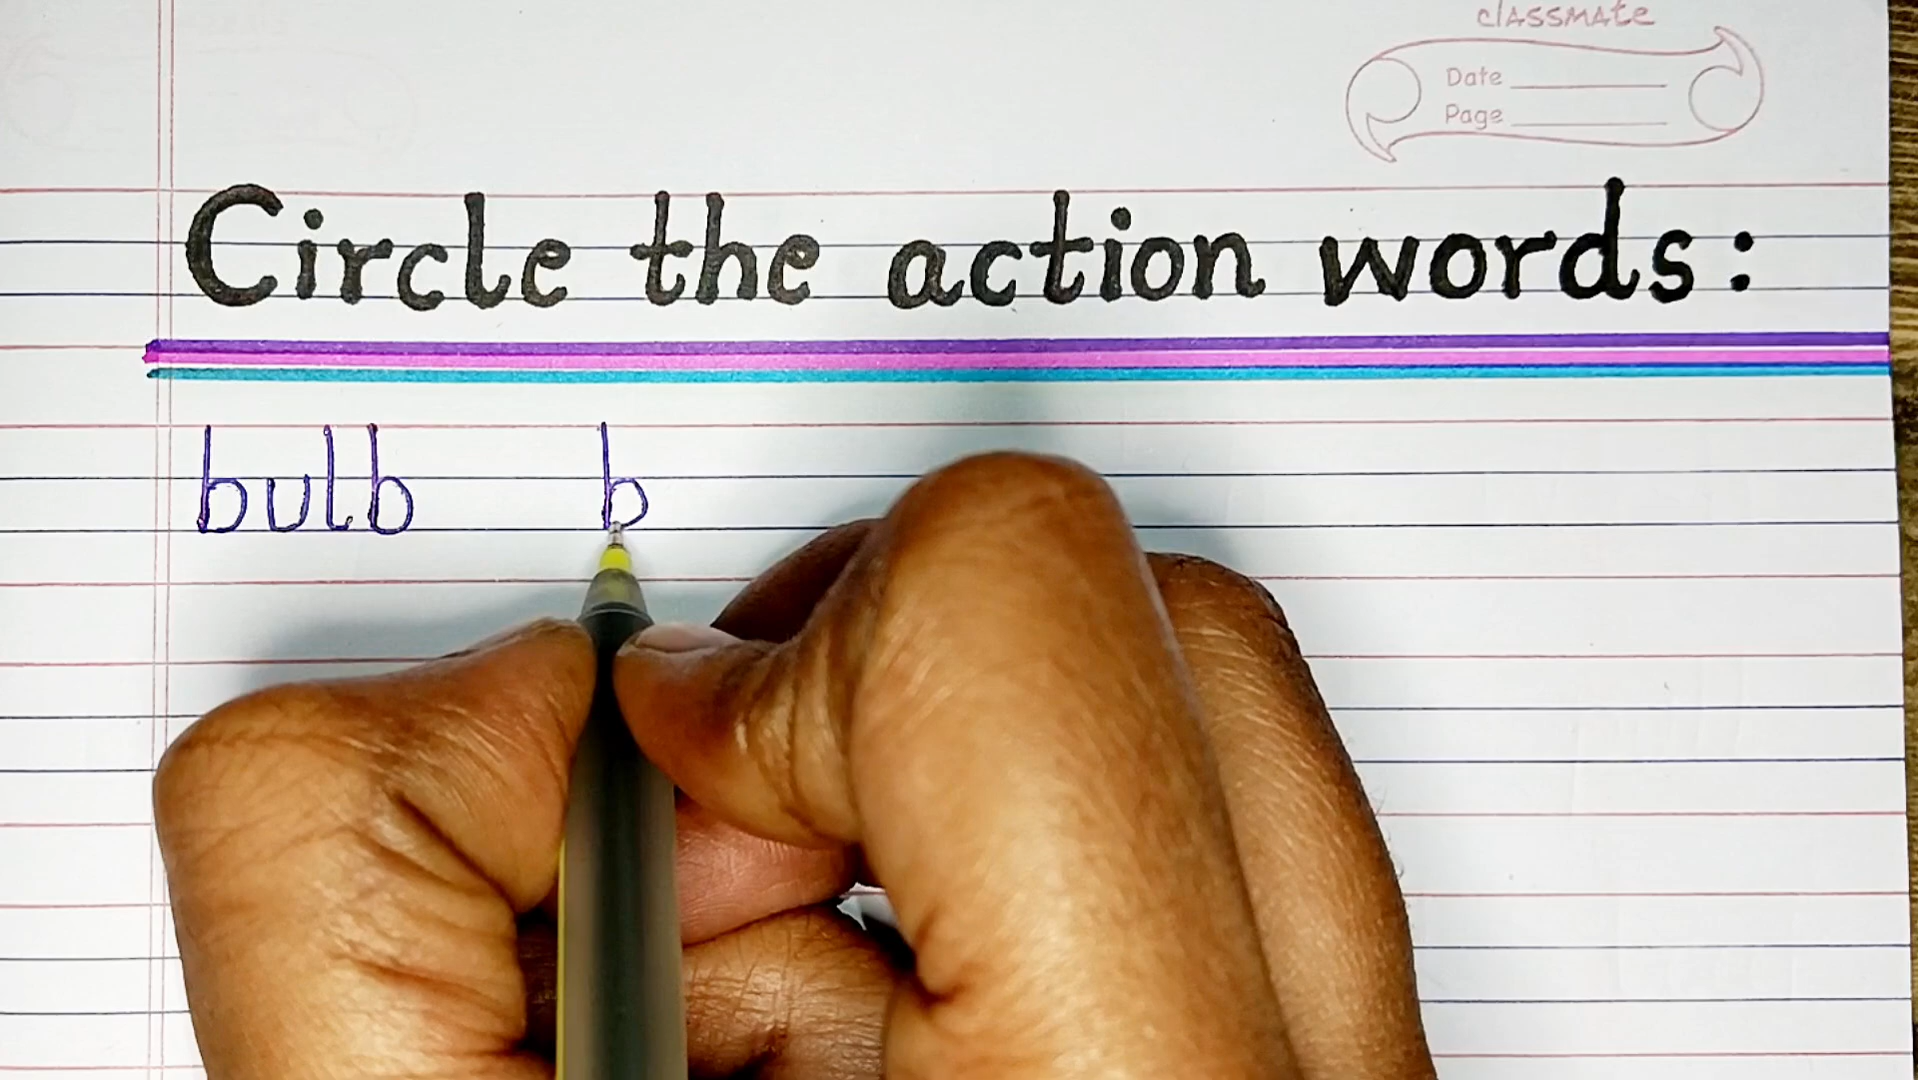 classmate
Date
Page
Circle the action words:
bulb b